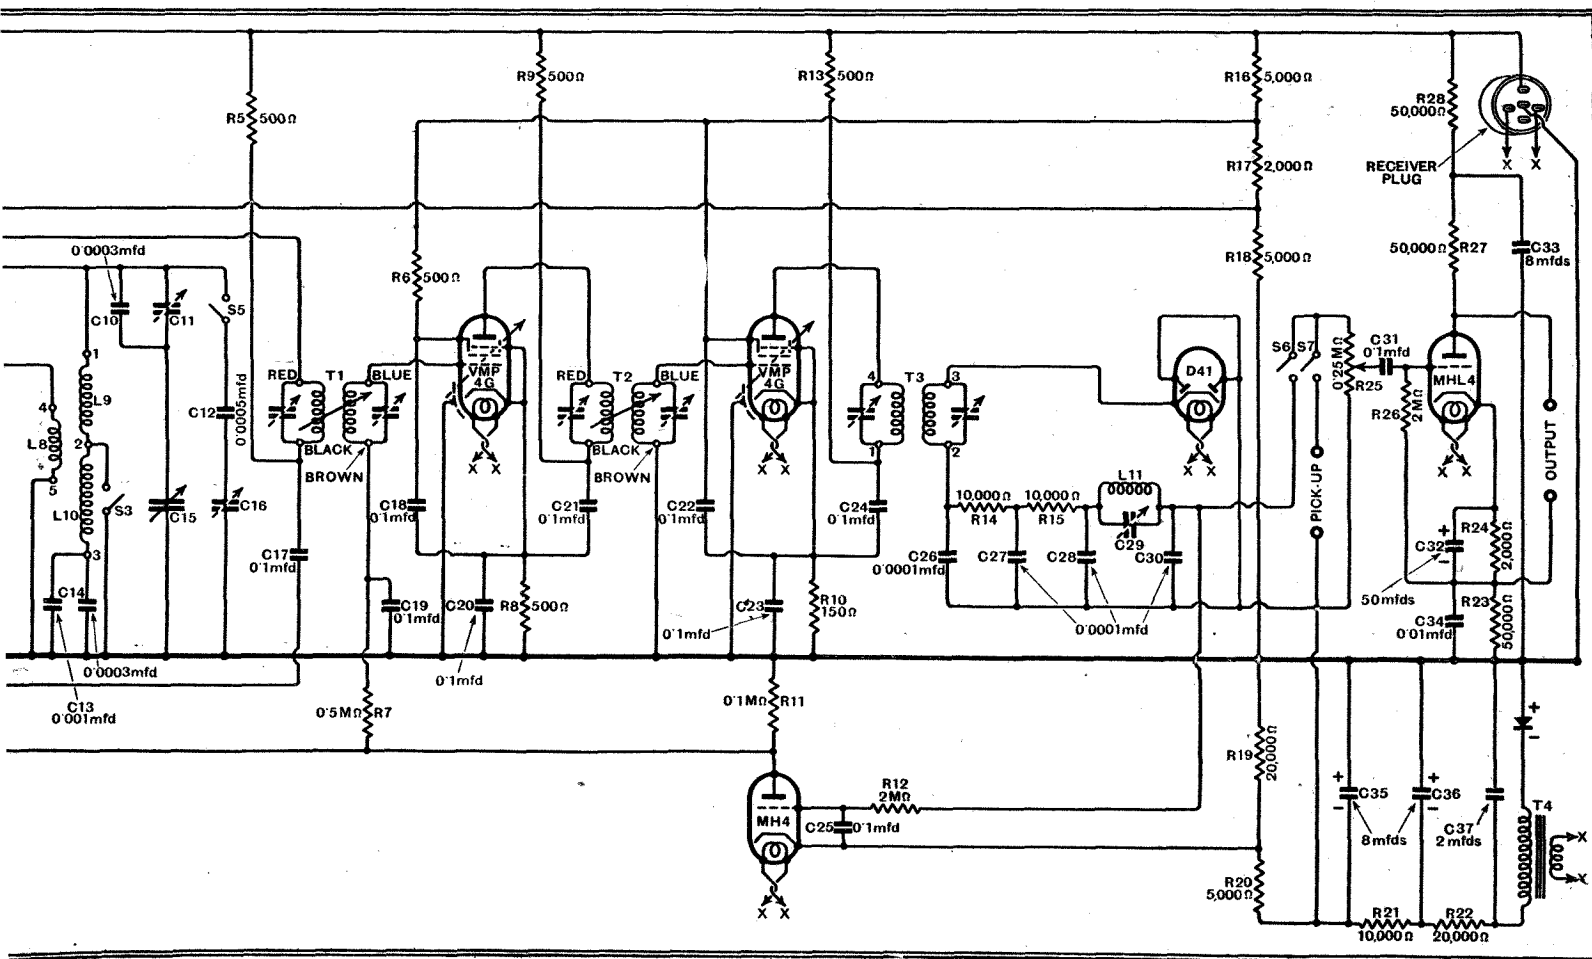 R5 500Ω
R9 500Ω
R13 500Ω
R16 5,000Ω
R28
50,000Ω
RECEIVER
PLUG
X X
R17 2,000Ω
0·0003mfd
R6 500Ω
R18 5,000Ω
50,000Ω R27
C33
8mfds
C10
C11
S5
1
RED T1 BLUE
VMP
4G
RED T2 BLUE
VMP
4G
4 T3 3
D41
S6 S7
0·25MΩ
R25
C31
0·1mfd
R26
2MΩ
MHL4
4
L9
C12
0·0005mfd
L8
2
5
BLACK
BROWN
X X
BLACK
BROWN
X X
1
2
X X
X X
OUTPUT
L10
S3
C15
C16
C18
0·1mfd
C21
0·1mfd
C22
0·1mfd
C24
0·1mfd
10,000Ω
R14
10,000Ω
R15
L11
C29
PICK-UP
3
C17
0·1mfd
C26
0·0001mfd
C27
C28
C30
C32
+
−
50mfds
R24
2,000Ω
C14
C19
0·1mfd
C20
R8 500Ω
C23
R10
150Ω
0·1mfd
0·0001mfd
C34
0·01mfd
R23
50,000Ω
0·0003mfd
0·1mfd
C13
0·001mfd
0·5MΩ R7
0·1MΩ R11
+
−
R19
20,000Ω
R12
2MΩ
MH4
C25 0·1mfd
+
C35
−
+
C36
−
8mfds
C37
2mfds
T4
X
X
R20
5,000Ω
X X
R21
10,000Ω
R22
20,000Ω